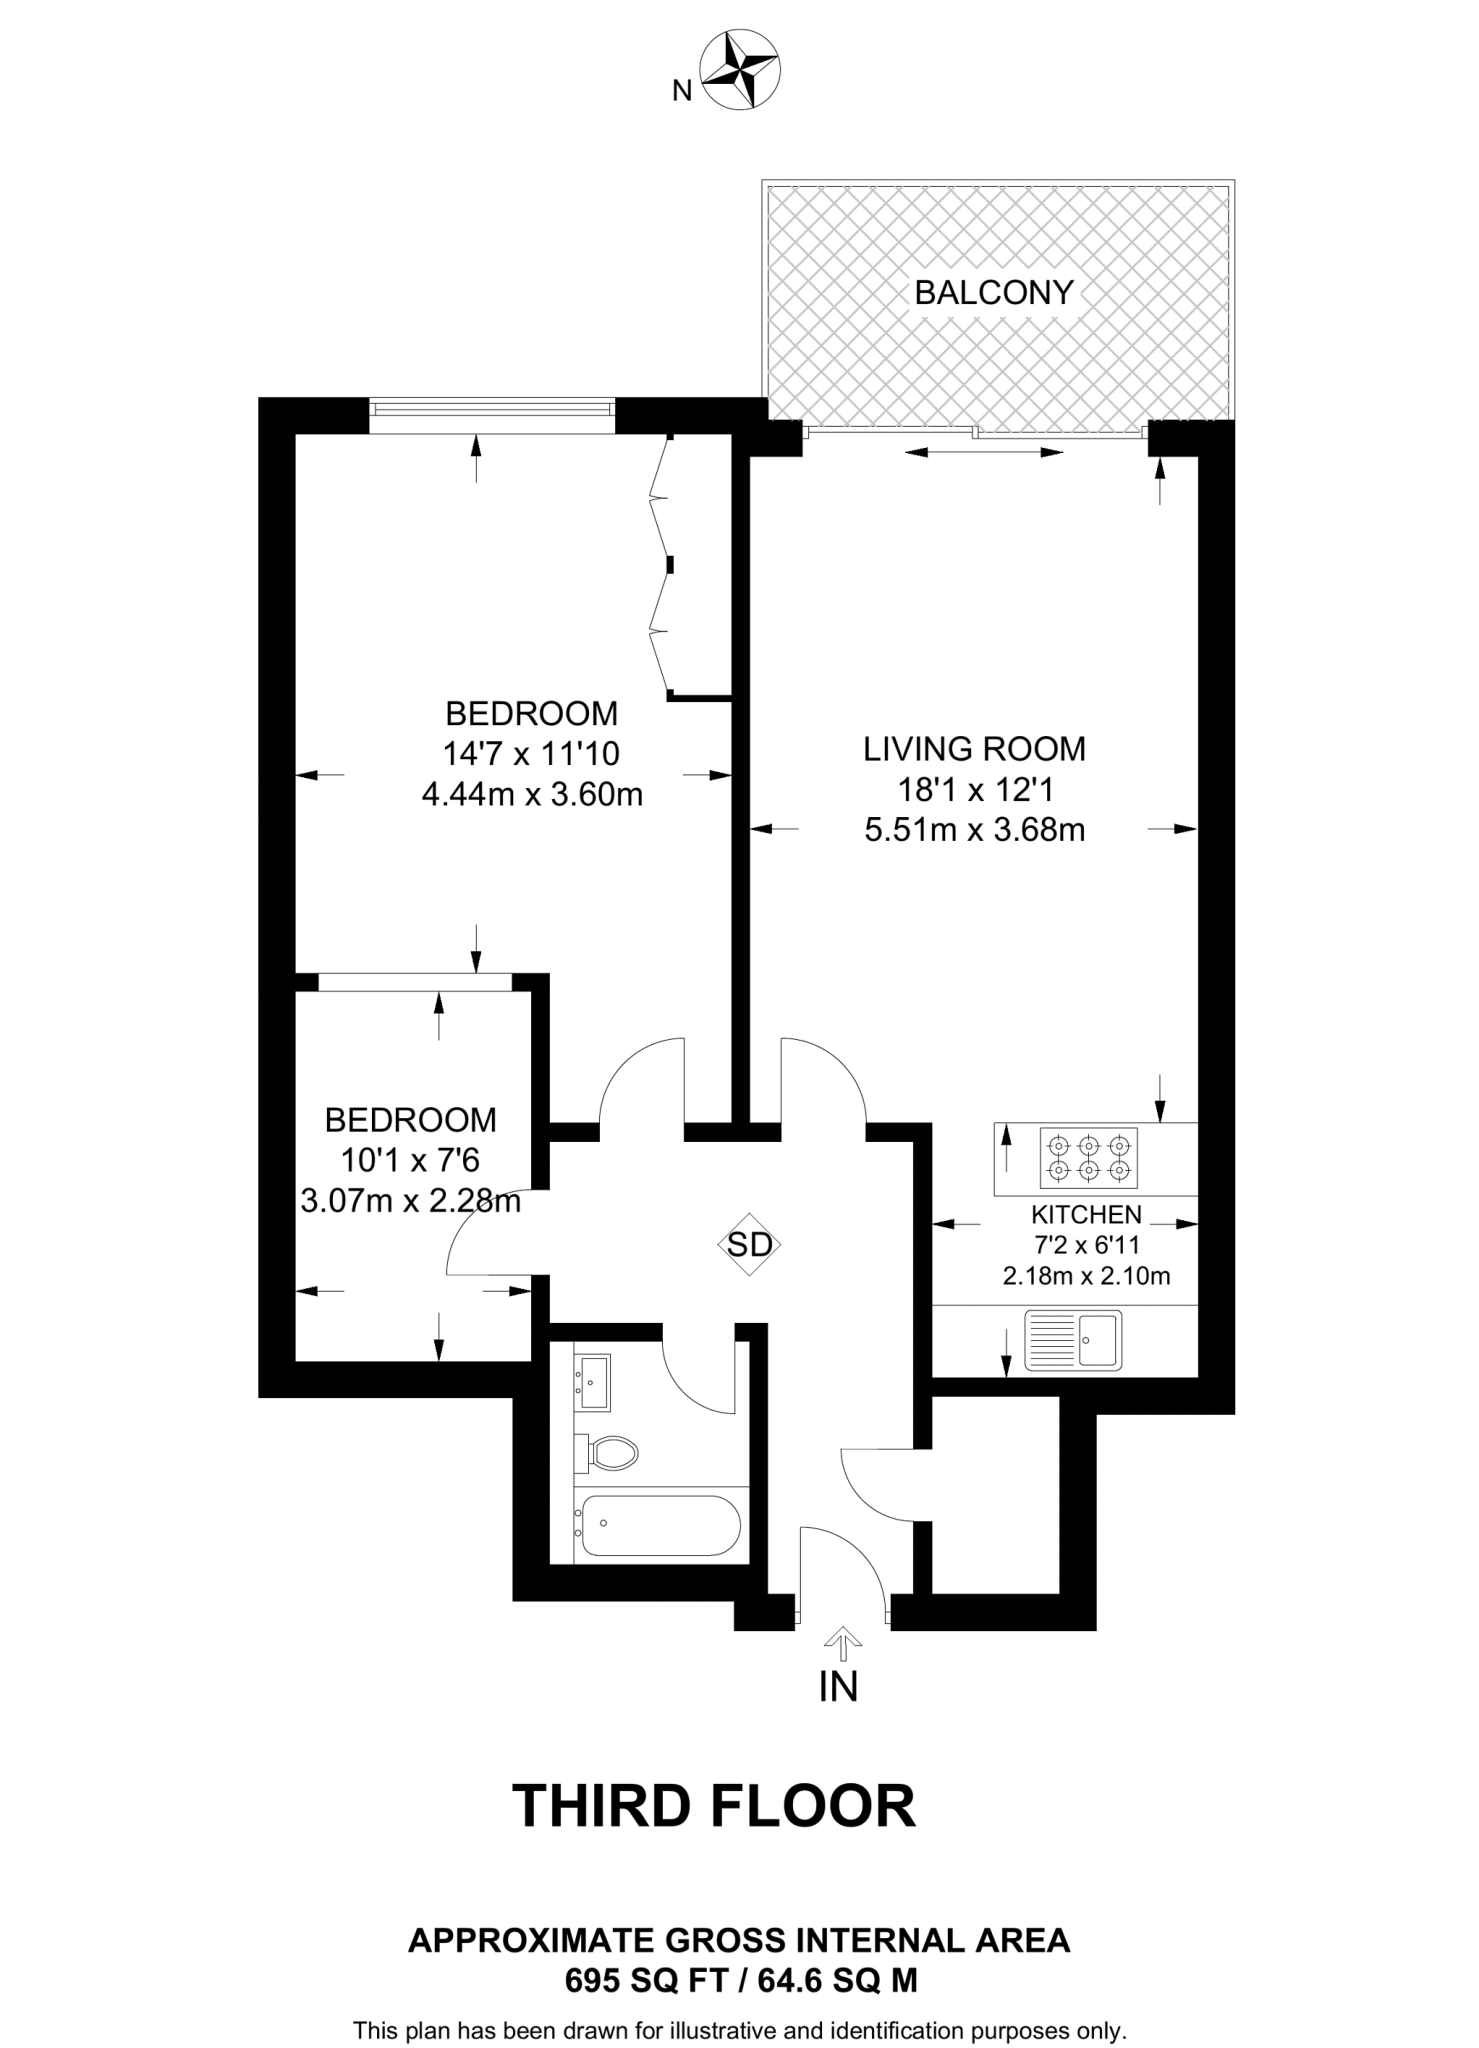 N
BALCONY
BEDROOM
14'7 x 11'10
4.44m x 3.60m
LIVING ROOM
18'1 x 12'1
5.51m x 3.68m
BEDROOM
10'1 x 7'6
3.07m x 2.28m
KITCHEN
7'2 x 6'11
2.18m x 2.10m
SD
IN
THIRD FLOOR
APPROXIMATE GROSS INTERNAL AREA
695 SQ FT / 64.6 SQ M
This plan has been drawn for illustrative and identification purposes only.